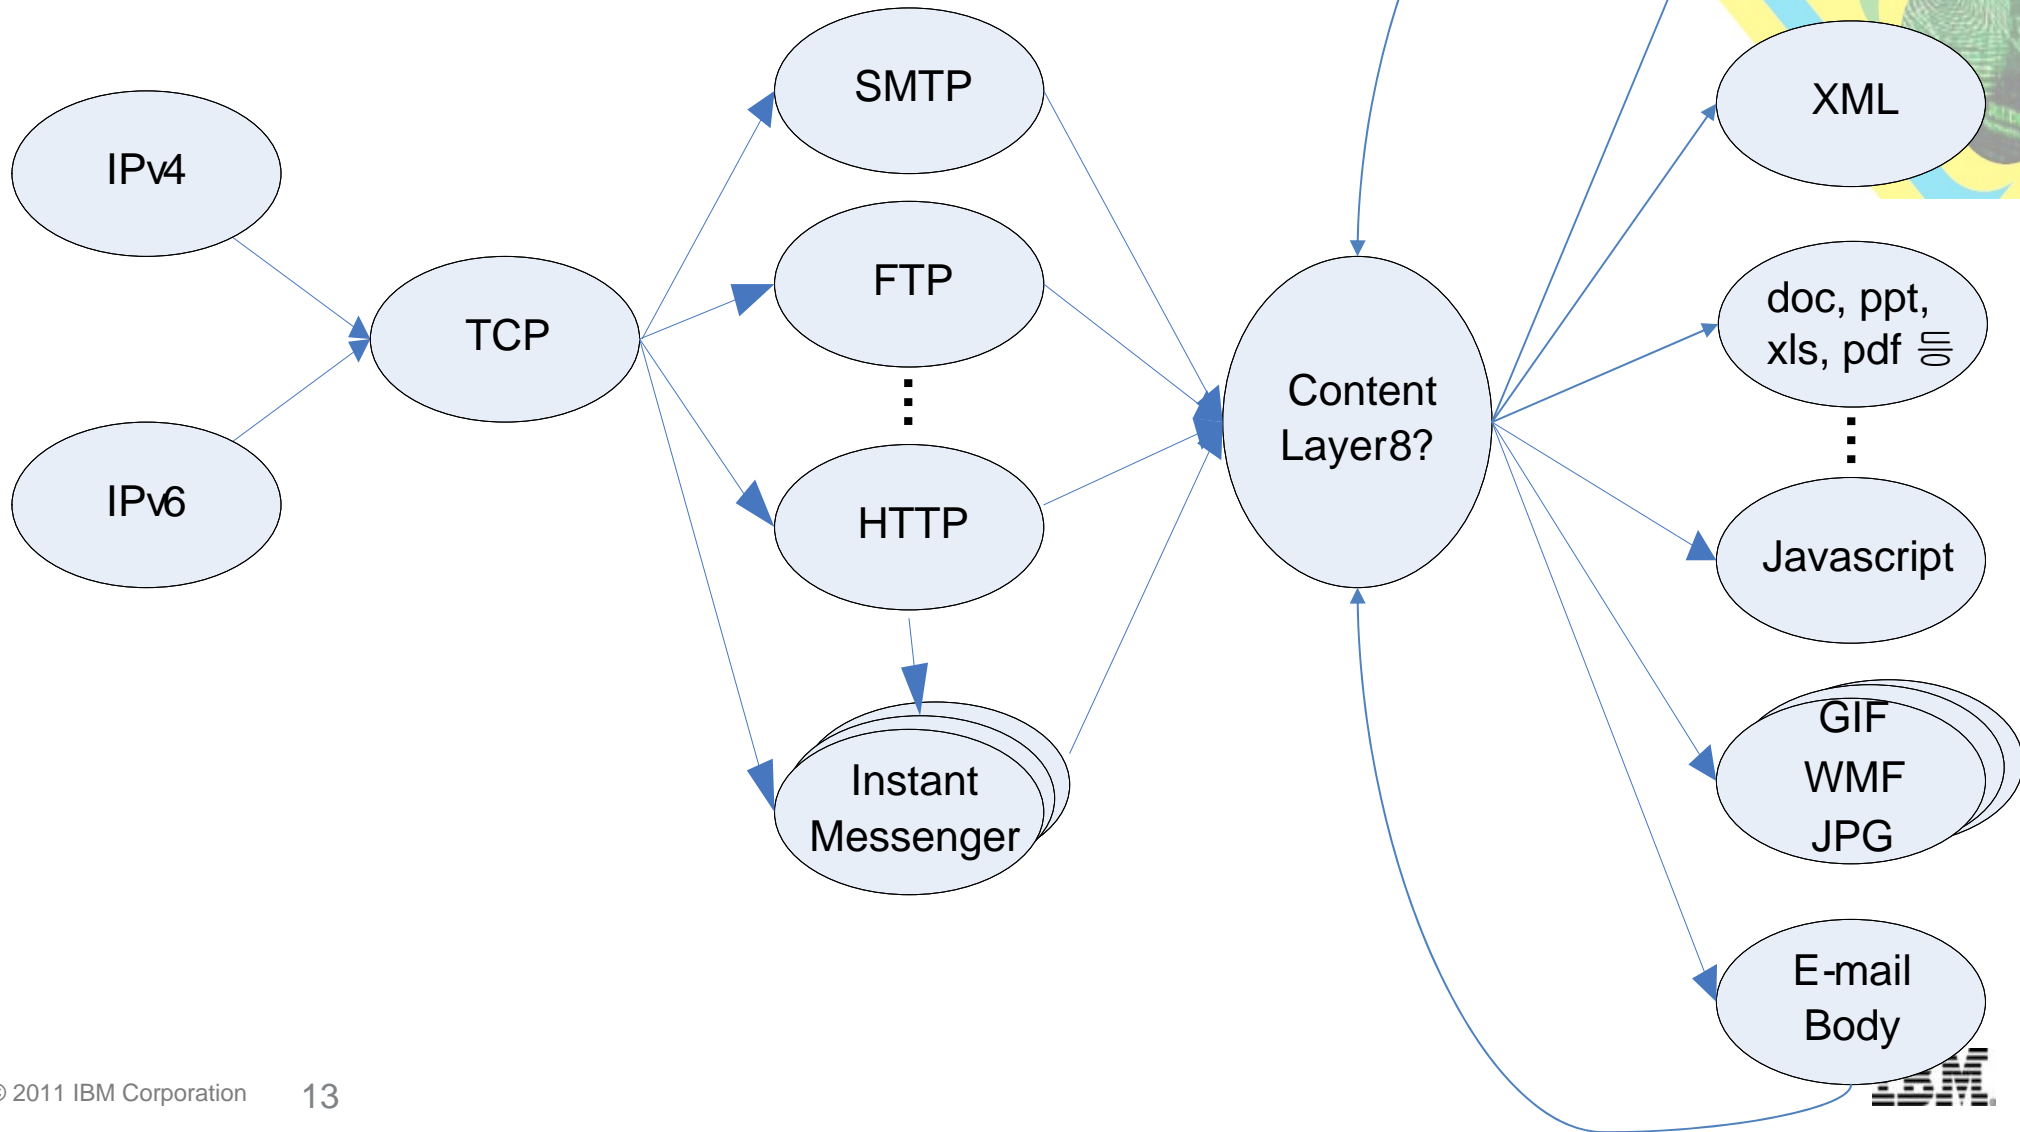 IPv4
IPv6
TCP
SMTP
FTP
⋮
HTTP
Instant
Messenger
Content
Layer8?
XML
doc, ppt,
xls, pdf 등
⋮
Javascript
GIF
WMF
JPG
E-mail
Body
© 2011 IBM Corporation
13
IBM